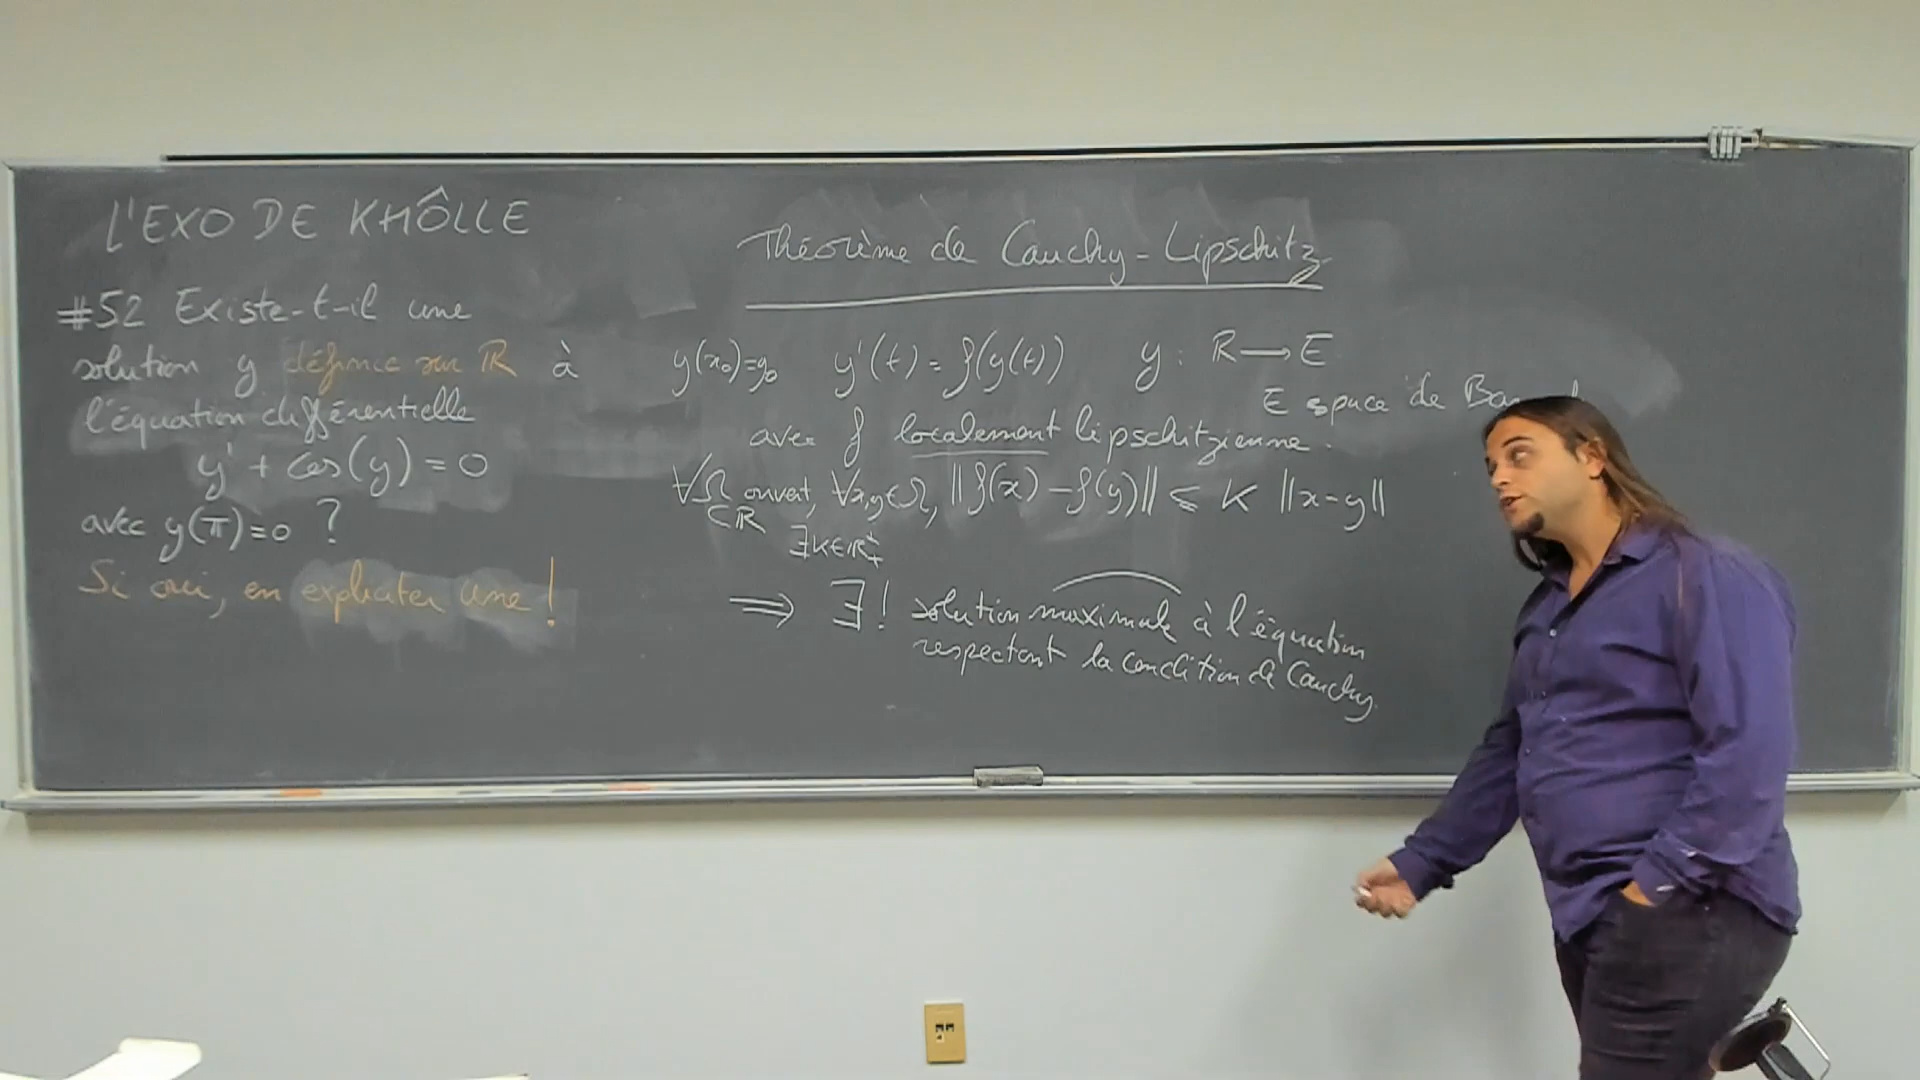 L'EXO DE KHÔLLE
#52 Existe-t-il une
solution y définie sur ℝ à
l'équation différentielle
y' + cos(y) = 0
avec y(π)=0 ?
Si oui, en expliciter une !
Théorème de Cauchy-Lipschitz
y(x₀)=y₀ y'(t) = f(y(t)) y : ℝ → E
E espace de
avec f localement lipschitzienne.
∀Ω ouvert, ∀x,y∈Ω, ||f(x) - f(y)|| ≤ K ||x-y||
⊂ℝ ∃K∈ℝ₊*
⇒ ∃! solution maximale à l'équation
respectant la condition de Cauchy.